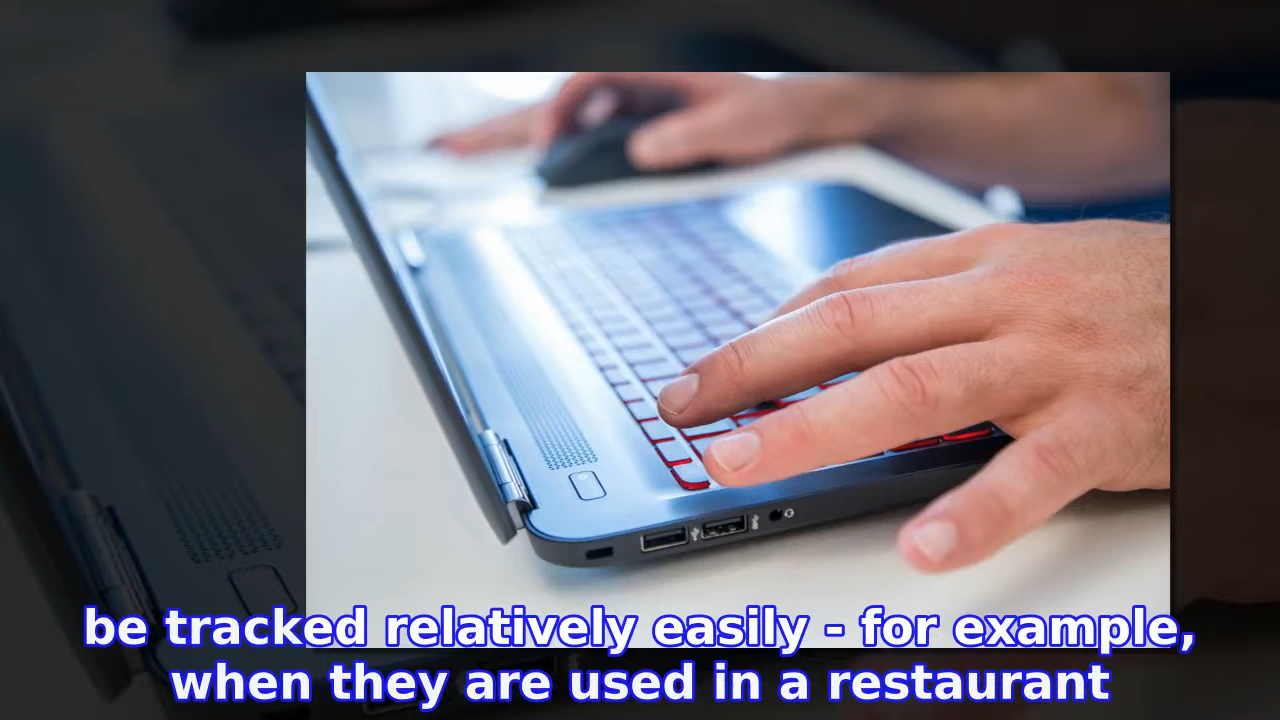 be tracked relatively easily - for example,
when they are used in a restaurant